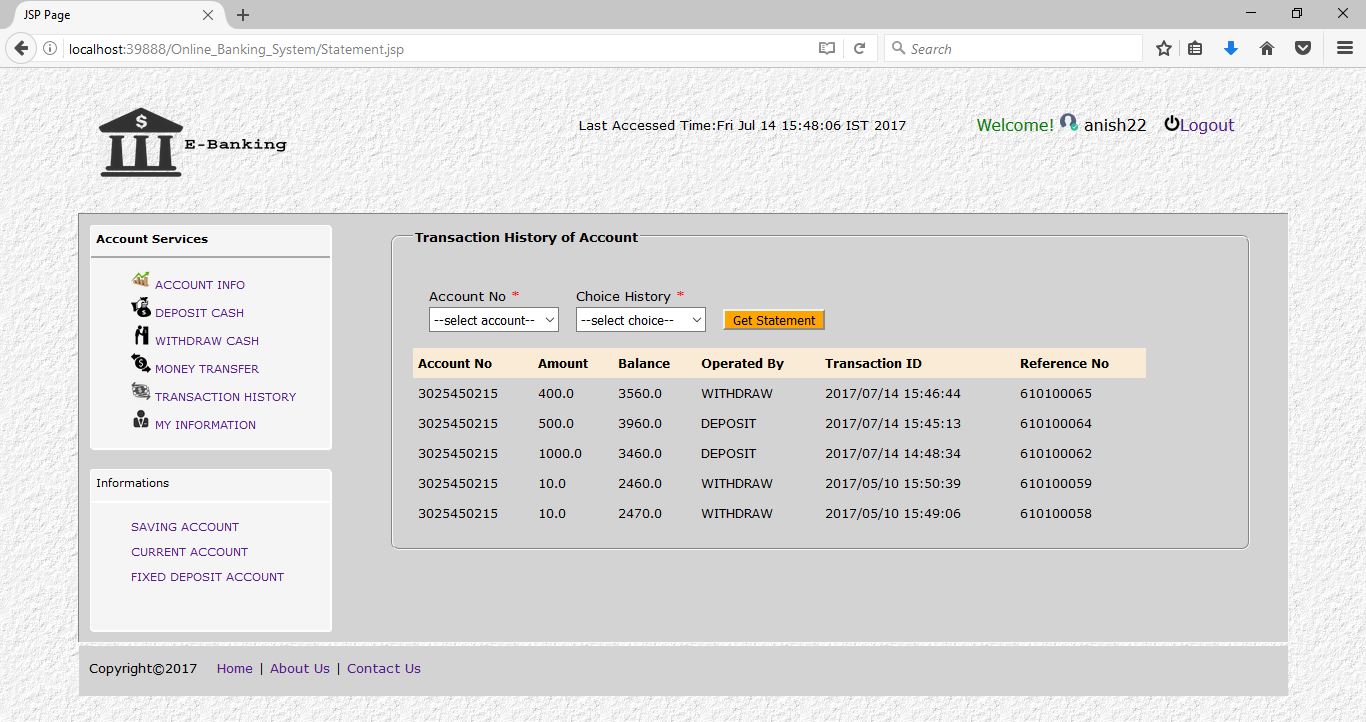 JSP Page
localhost:39888/Online_Banking_System/Statement.jsp
Search
$
E-Banking
Last Accessed Time:Fri Jul 14 15:48:06 IST 2017
Welcome! anish22 Logout
Account Services
ACCOUNT INFO
DEPOSIT CASH
WITHDRAW CASH
MONEY TRANSFER
TRANSACTION HISTORY
MY INFORMATION
Informations
SAVING ACCOUNT
CURRENT ACCOUNT
FIXED DEPOSIT ACCOUNT
Transaction History of Account
Account No * Choice History *
--select account-- --select choice-- Get Statement
Account No Amount Balance Operated By Transaction ID Reference No
3025450215 400.0 3560.0 WITHDRAW 2017/07/14 15:46:44 610100065
3025450215 500.0 3960.0 DEPOSIT 2017/07/14 15:45:13 610100064
3025450215 1000.0 3460.0 DEPOSIT 2017/07/14 14:48:34 610100062
3025450215 10.0 2460.0 WITHDRAW 2017/05/10 15:50:39 610100059
3025450215 10.0 2470.0 WITHDRAW 2017/05/10 15:49:06 610100058
Copyright©2017 Home | About Us | Contact Us